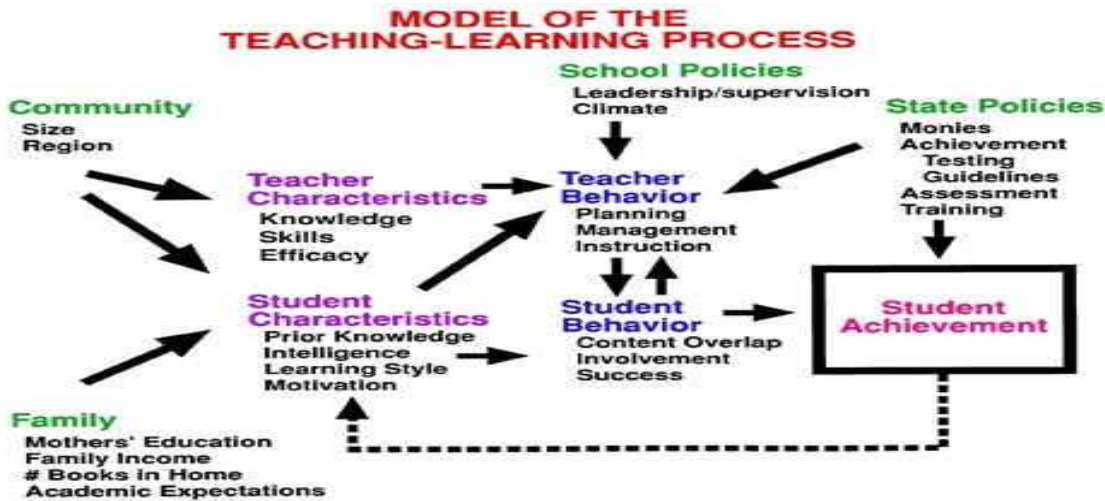 MODEL OF THE
TEACHING-LEARNING PROCESS
School Policies
Leadership/supervision
Climate
Community
Size
Region
State Policies
Monies
Achievement
Testing
Guidelines
Assessment
Training
Teacher
Characteristics
Knowledge
Skills
Efficacy
Teacher
Behavior
Planning
Management
Instruction
Student
Characteristics
Prior Knowledge
Intelligence
Learning Style
Motivation
Student
Behavior
Content Overlap
Involvement
Success
Student
Achievement
Family
Mothers' Education
Family Income
# Books in Home
Academic Expectations